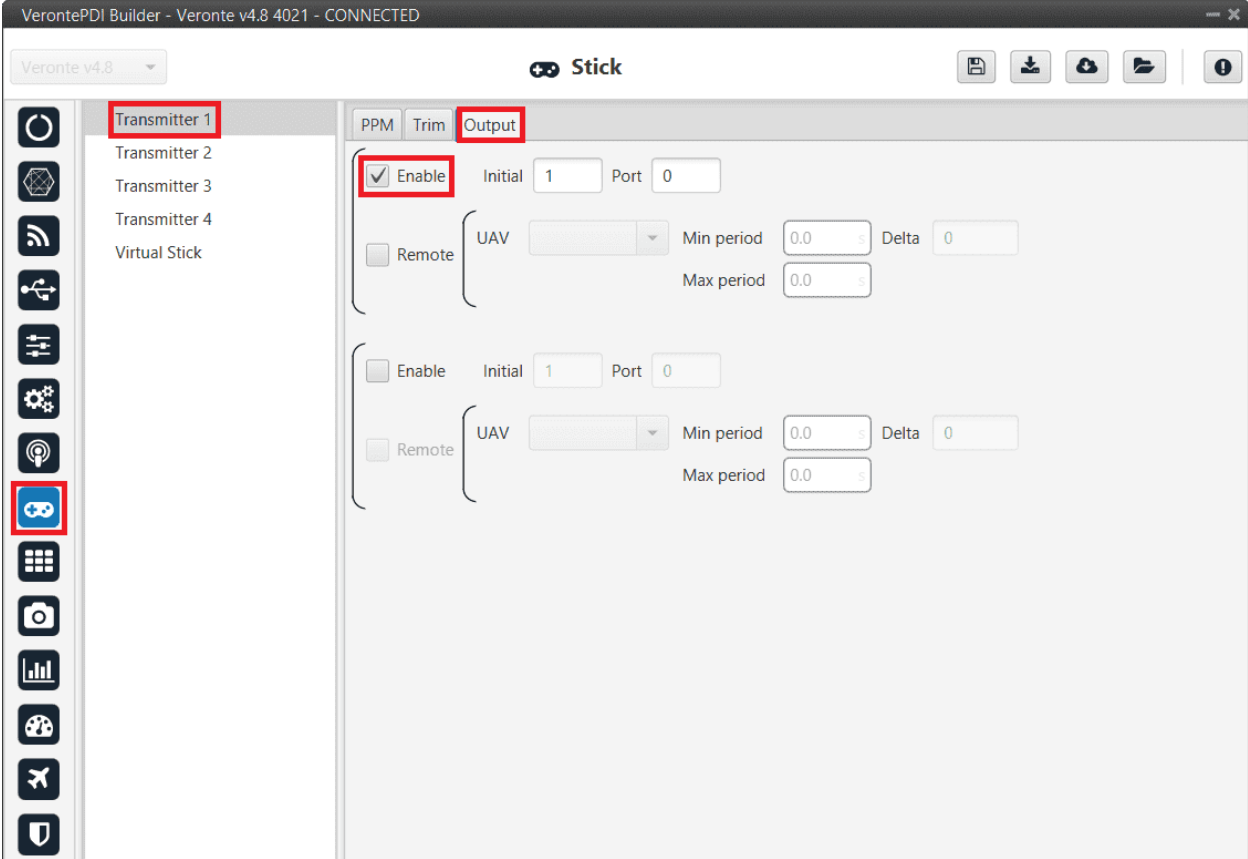 VerontePDI Builder - Veronte v4.8 4021 - CONNECTED
Veronte v4.8
Stick
Transmitter 1
Transmitter 2
Transmitter 3
Transmitter 4
Virtual Stick
PPM Trim Output
Enable Initial 1 Port 0
Remote UAV Min period 0.0 s Delta 0
Max period 0.0 s
Enable Initial 1 Port 0
Remote UAV Min period 0.0 s Delta 0
Max period 0.0 s